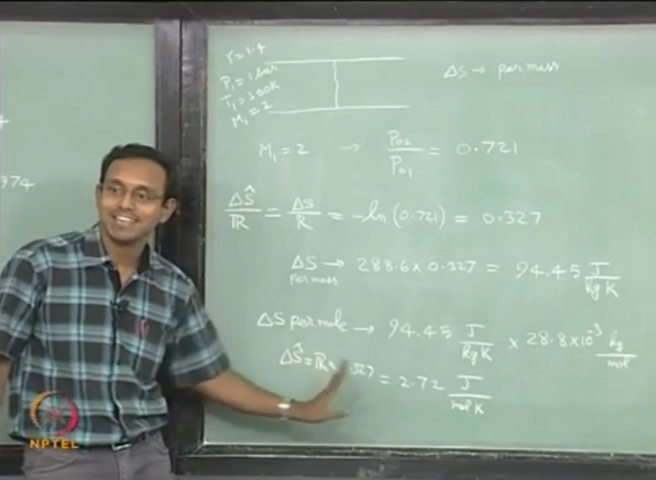 γ=1.4
P₁=1 bar
T₁=300K
M₁=2
ΔS → per mass
M₁=2 → P₀₂/P₀₁ = 0.721
974
ΔŜ/ℝ = ΔS/R = -ln(0.721) = 0.327
ΔS per mass → 288.6×0.327 = 94.45 J/kg K
ΔS per mole → 94.45 J/kg K × 28.8×10⁻³ kg/mol
ΔŜ = ℝ × .327 = 2.72 J/mol K
NPTEL